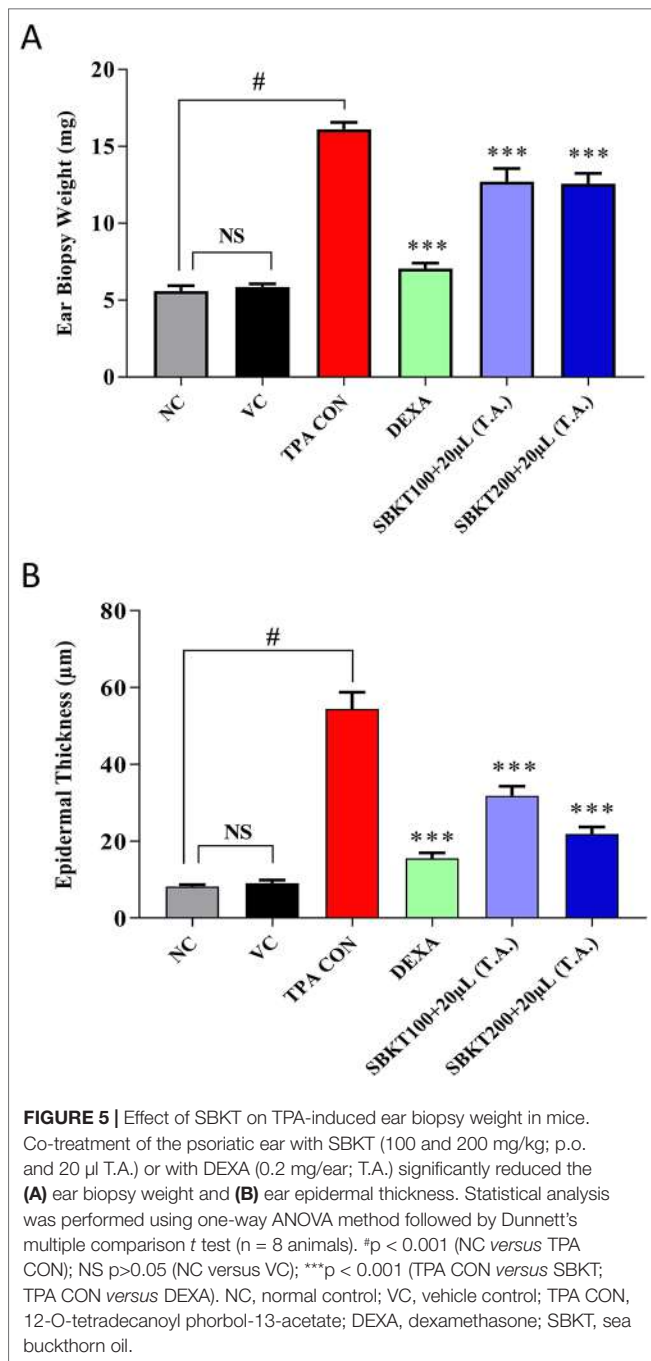 A
20
15
10
5
0
Ear Biopsy Weight (mg)
#
NS
***
***
***
NC
VC
TPA CON
DEXA
SBKT100+20µL (T.A.)
SBKT200+20µL (T.A.)
B
80
60
40
20
0
Epidermal Thickness (µm)
#
NS
***
***
***
NC
VC
TPA CON
DEXA
SBKT100+20µL (T.A.)
SBKT200+20µL (T.A.)
FIGURE 5 | Effect of SBKT on TPA-induced ear biopsy weight in mice.
Co-treatment of the psoriatic ear with SBKT (100 and 200 mg/kg; p.o.
and 20 µl T.A.) or with DEXA (0.2 mg/ear; T.A.) significantly reduced the
(A) ear biopsy weight and (B) ear epidermal thickness. Statistical analysis
was performed using one-way ANOVA method followed by Dunnett's
multiple comparison t test (n = 8 animals). #p < 0.001 (NC versus TPA
CON); NS p>0.05 (NC versus VC); ***p < 0.001 (TPA CON versus SBKT;
TPA CON versus DEXA). NC, normal control; VC, vehicle control; TPA CON,
12-O-tetradecanoyl phorbol-13-acetate; DEXA, dexamethasone; SBKT, sea
buckthorn oil.